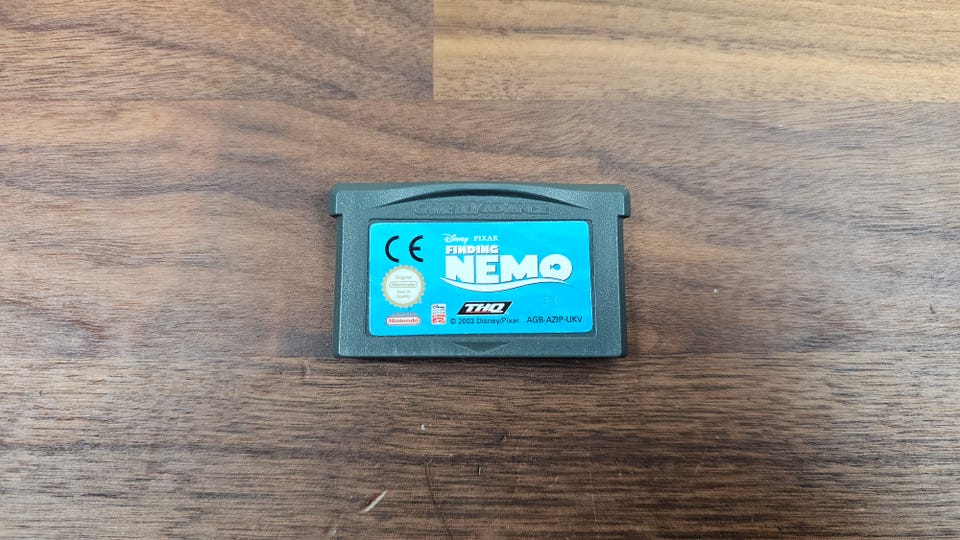 GAME BOY ADVANCE
CE
Disney · PIXAR
FINDING
NEMO
Original
Nintendo
Seal of
Quality
THQ
Nintendo
Disney
© 2003 Disney/Pixar. AGB-AZIP-UKV